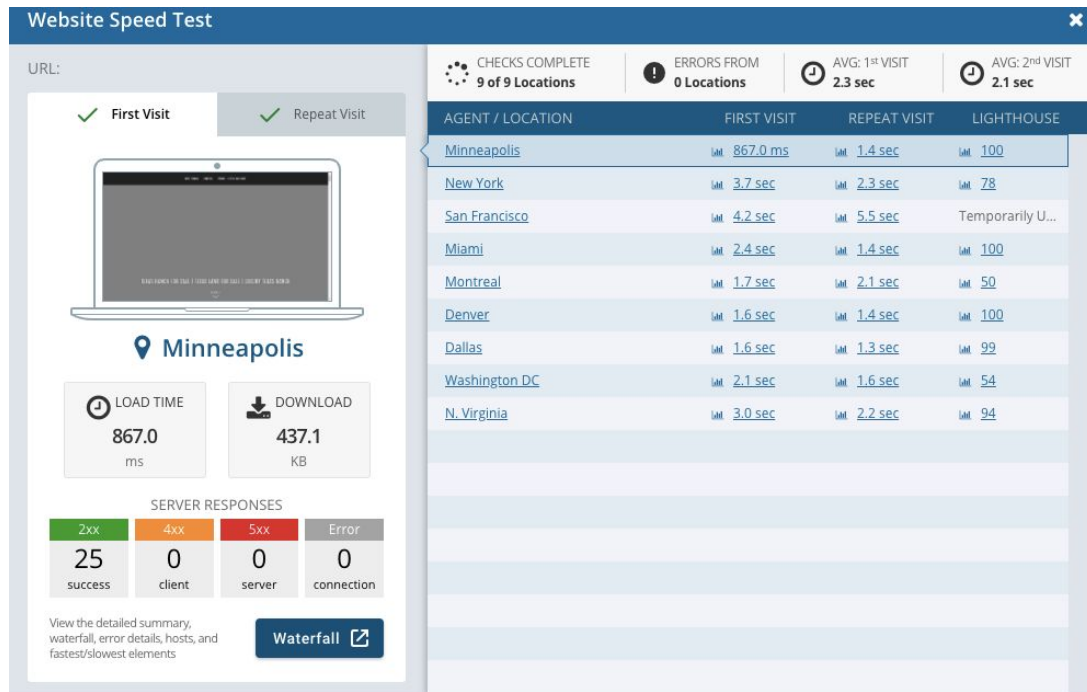 Website Speed Test
URL:
First Visit
Repeat Visit
Minneapolis
LOAD TIME
867.0
ms
DOWNLOAD
437.1
KB
SERVER RESPONSES
2xx 4xx 5xx Error
25 0 0 0
success client server connection
View the detailed summary,
waterfall, error details, hosts, and
fastest/slowest elements
Waterfall
CHECKS COMPLETE
9 of 9 Locations
ERRORS FROM
0 Locations
AVG: 1st VISIT
2.3 sec
AVG: 2nd VISIT
2.1 sec
AGENT / LOCATION FIRST VISIT REPEAT VISIT LIGHTHOUSE
Minneapolis 867.0 ms 1.4 sec 100
New York 3.7 sec 2.3 sec 78
San Francisco 4.2 sec 5.5 sec Temporarily U...
Miami 2.4 sec 1.4 sec 100
Montreal 1.7 sec 2.1 sec 50
Denver 1.6 sec 1.4 sec 100
Dallas 1.6 sec 1.3 sec 99
Washington DC 2.1 sec 1.6 sec 54
N. Virginia 3.0 sec 2.2 sec 94